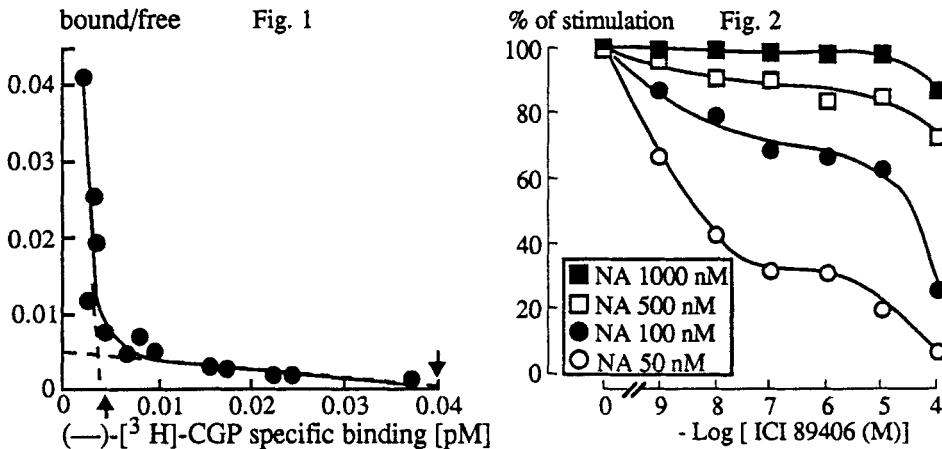 bound/free Fig. 1
0.04
0.03
0.02
0.01
0
0 0.01 0.02 0.03 0.04
(—)-[³ H]-CGP specific binding [pM]
% of stimulation Fig. 2
100
80
60
40
20
0
NA 1000 nM
NA 500 nM
NA 100 nM
NA 50 nM
0 9 8 7 6 5 4
- Log [ ICI 89406 (M)]